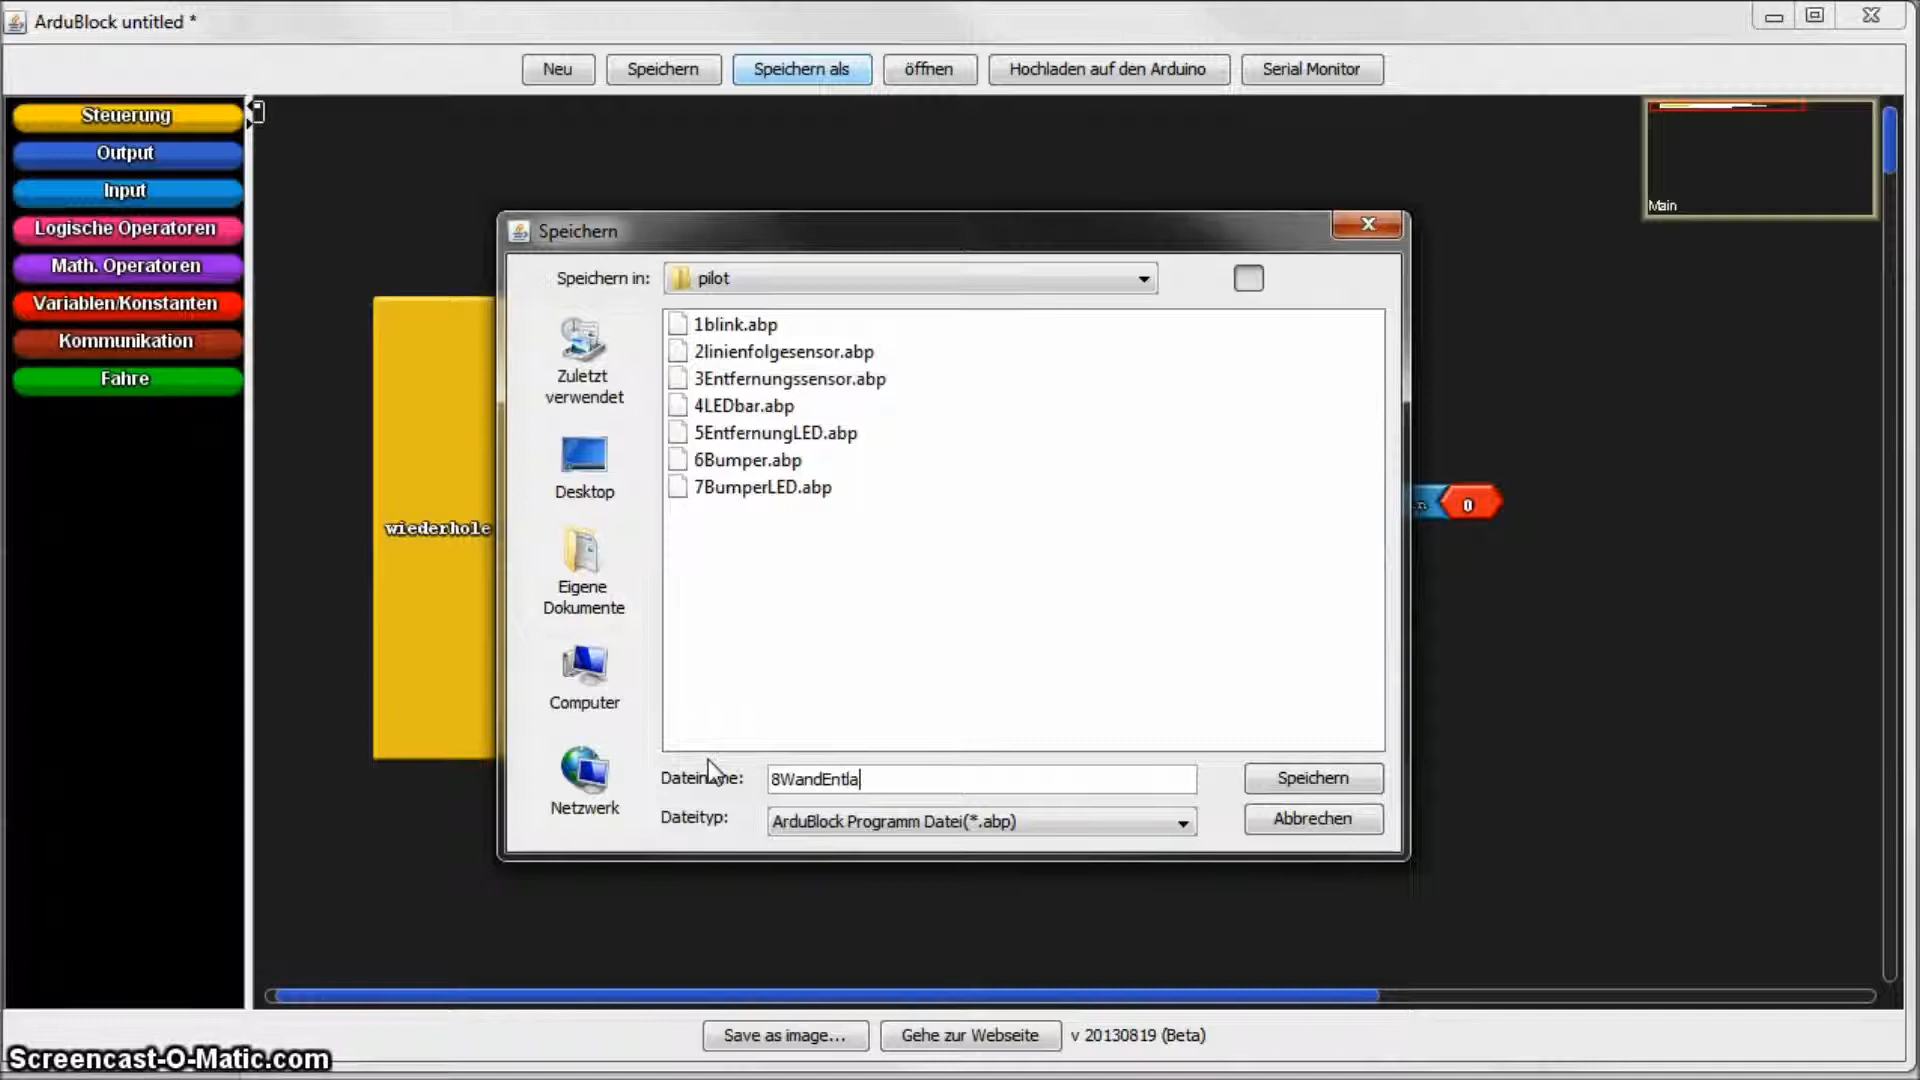 ArduBlock untitled *
Neu
Speichern
Speichern als
öffnen
Hochladen auf den Arduino
Serial Monitor
Steuerung
Output
Input
Logische Operatoren
Math. Operatoren
Variablen/Konstanten
Kommunikation
Fahre
Main
wiederhole
0
Speichern
Speichern in:
pilot
Zuletzt
verwendet
Desktop
Eigene
Dokumente
Computer
Netzwerk
1blink.abp
2linienfolgesensor.abp
3Entfernungssensor.abp
4LEDbar.abp
5EntfernungLED.abp
6Bumper.abp
7BumperLED.abp
Dateiname:
8WandEntla
Speichern
Dateityp:
ArduBlock Programm Datei(*.abp)
Abbrechen
Save as image...
Gehe zur Webseite
v 20130819 (Beta)
Screencast-O-Matic.com